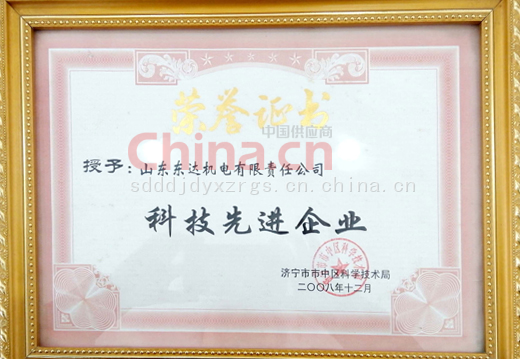 荣誉证书
中国供应商
China.cn
授予：山东东达机电有限责任公司
sdddjdyxzrgs.cn.china.cn
科技先进企业
济宁市市中区科学技术局
二〇〇八年十二月